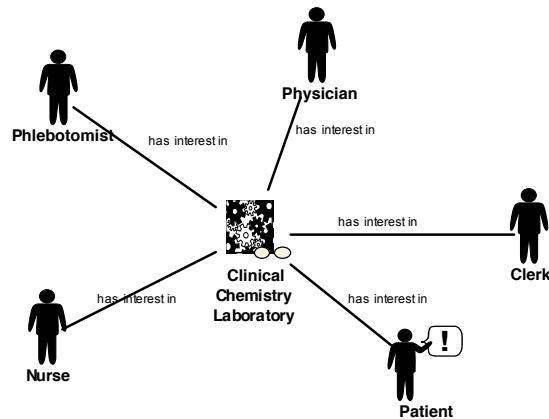 Physician
Phlebotomist
has interest in
has interest in
has interest in
Clerk
Clinical
Chemistry
Laboratory
has interest in
has interest in
!
Nurse
Patient